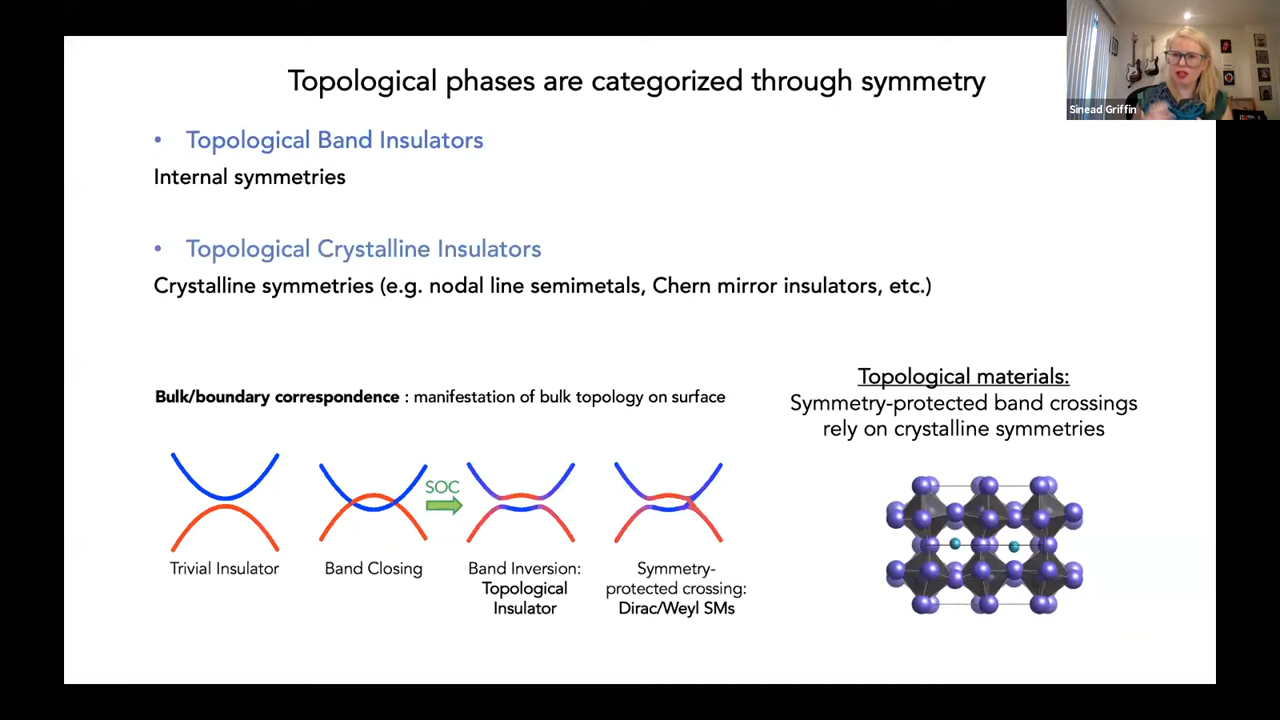 Topological phases are categorized through symmetry
Sinead Griffin
• Topological Band Insulators
Internal symmetries
• Topological Crystalline Insulators
Crystalline symmetries (e.g. nodal line semimetals, Chern mirror insulators, etc.)
Bulk/boundary correspondence : manifestation of bulk topology on surface
SOC
Trivial Insulator
Band Closing
Band Inversion:
Topological
Insulator
Symmetry-
protected crossing:
Dirac/Weyl SMs
Topological materials:
Symmetry-protected band crossings
rely on crystalline symmetries